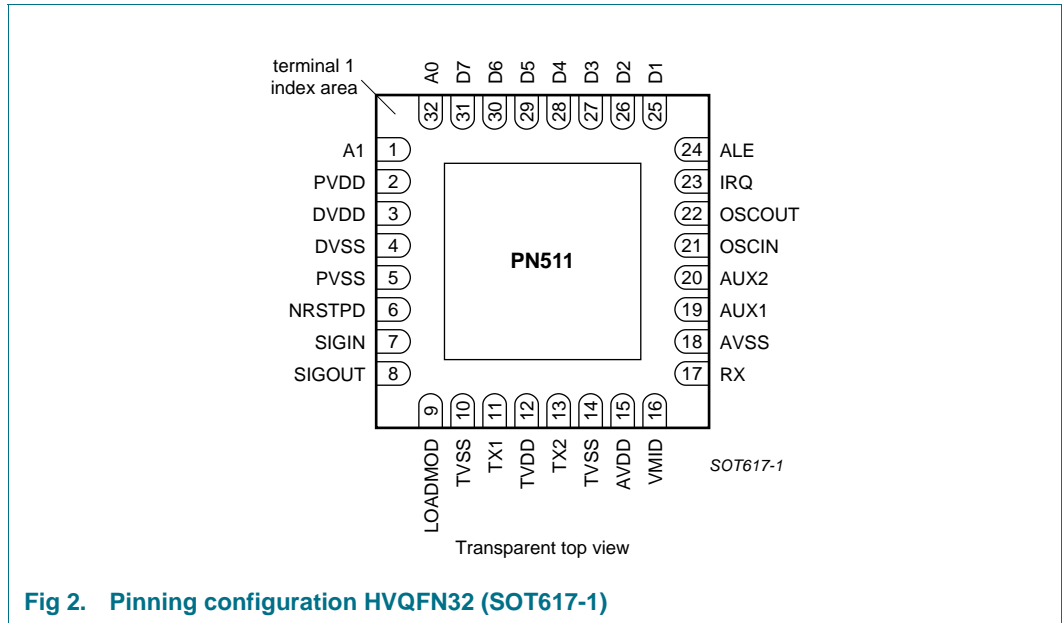 terminal 1
index area
A0
D7
D6
D5
D4
D3
D2
D1
32
31
30
29
28
27
26
25
A1 1
PVDD 2
DVDD 3
DVSS 4
PVSS 5
NRSTPD 6
SIGIN 7
SIGOUT 8
PN511
24 ALE
23 IRQ
22 OSCOUT
21 OSCIN
20 AUX2
19 AUX1
18 AVSS
17 RX
9
10
11
12
13
14
15
16
LOADMOD
TVSS
TX1
TVDD
TX2
TVSS
AVDD
VMID
SOT617-1
Transparent top view
Fig 2. Pinning configuration HVQFN32 (SOT617-1)